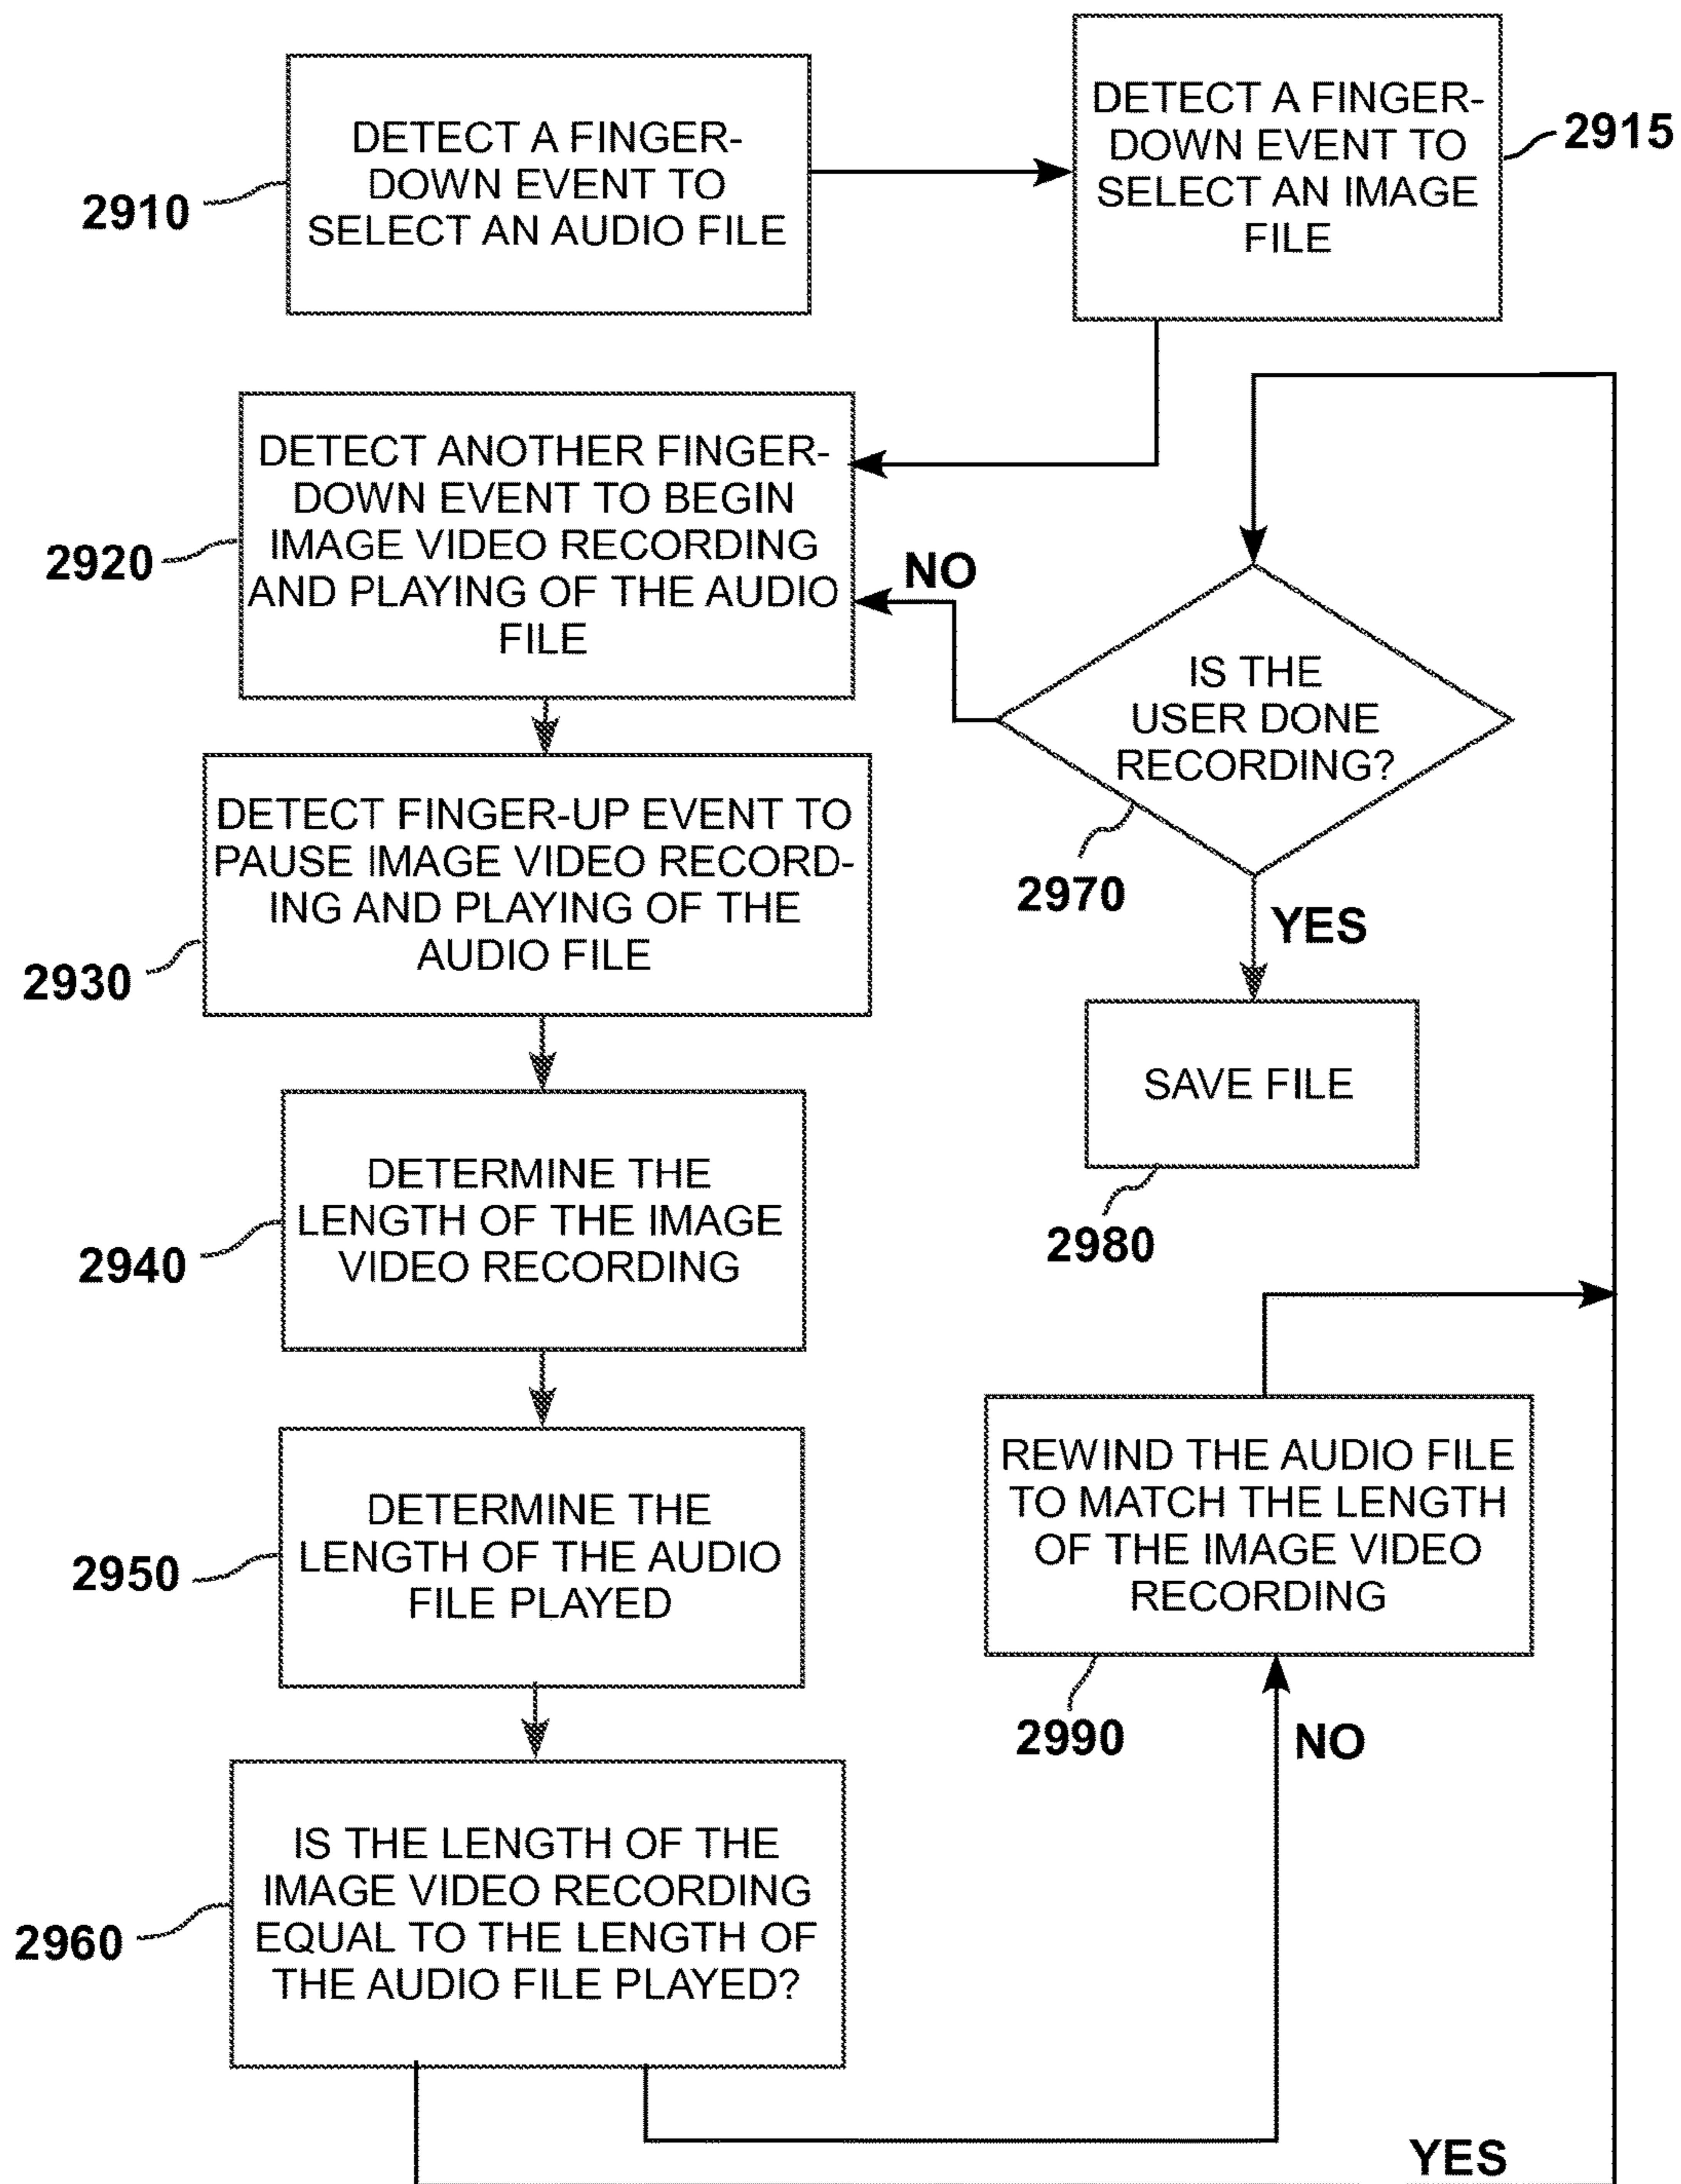 DETECT A FINGER-
DOWN EVENT TO
SELECT AN AUDIO FILE
2910
DETECT A FINGER-
DOWN EVENT TO
SELECT AN IMAGE
FILE
2915
DETECT ANOTHER FINGER-
DOWN EVENT TO BEGIN
IMAGE VIDEO RECORDING
AND PLAYING OF THE AUDIO
FILE
2920
NO
IS THE
USER DONE
RECORDING?
2970
YES
DETECT FINGER-UP EVENT TO
PAUSE IMAGE VIDEO RECORD-
ING AND PLAYING OF THE
AUDIO FILE
2930
SAVE FILE
2980
DETERMINE THE
LENGTH OF THE IMAGE
VIDEO RECORDING
2940
DETERMINE THE
LENGTH OF THE AUDIO
FILE PLAYED
2950
REWIND THE AUDIO FILE
TO MATCH THE LENGTH
OF THE IMAGE VIDEO
RECORDING
2990
NO
IS THE LENGTH OF THE
IMAGE VIDEO RECORDING
EQUAL TO THE LENGTH OF
THE AUDIO FILE PLAYED?
2960
YES